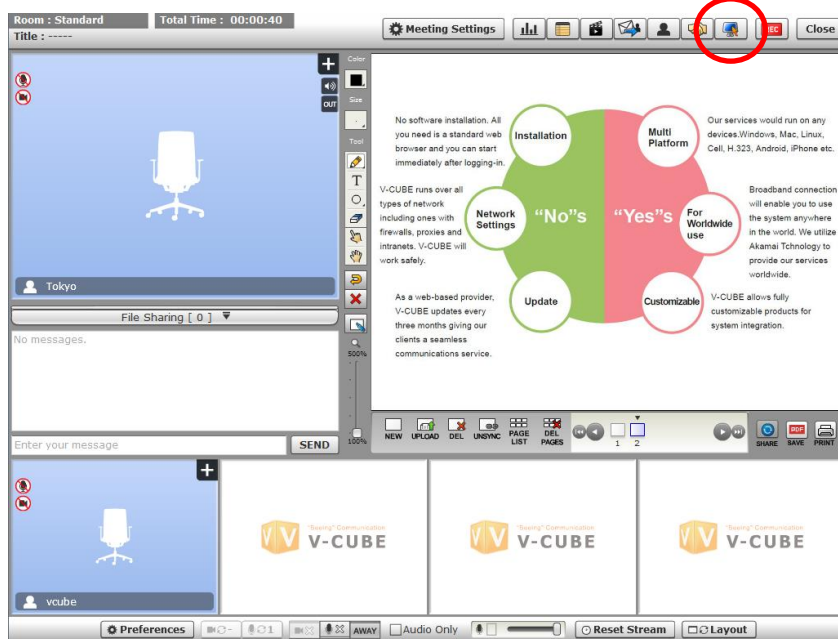 Room : Standard
Total Time : 00:00:40
Title : -----
Meeting Settings
REC
Close
OUT
Tokyo
File Sharing [ 0 ]
No messages.
Enter your message
SEND
Color
Size
Tool
T
500%
100%
No software installation. All
you need is a standard web
browser and you can start
immediately after logging-in.
Installation
V-CUBE runs over all
types of network
including ones with
firewalls, proxies and
intranets. V-CUBE will
work safely.
Network
Settings
As a web-based provider,
V-CUBE updates every
three months giving our
clients a seamless
communications service.
Update
“No”s
“Yes”s
Multi
Platform
Our services would run on any
devices.Windows, Mac, Linux,
Cell, H.323, Android, iPhone etc.
For
Worldwide
use
Broadband connection
will enable you to use
the system anywhere
in the world. We utilize
Akamai Tchnology to
provide our services
worldwide.
Customizable
V-CUBE allows fully
customizable products for
system integration.
NEW
UPLOAD
DEL
UNSYNC
PAGE
LIST
DEL
PAGES
1 2
SHARE
PDF
SAVE
PRINT
vcube
"Seeing" Communication
V-CUBE
"Seeing" Communication
V-CUBE
"Seeing" Communication
V-CUBE
Preferences
AWAY
Audio Only
Reset Stream
Layout